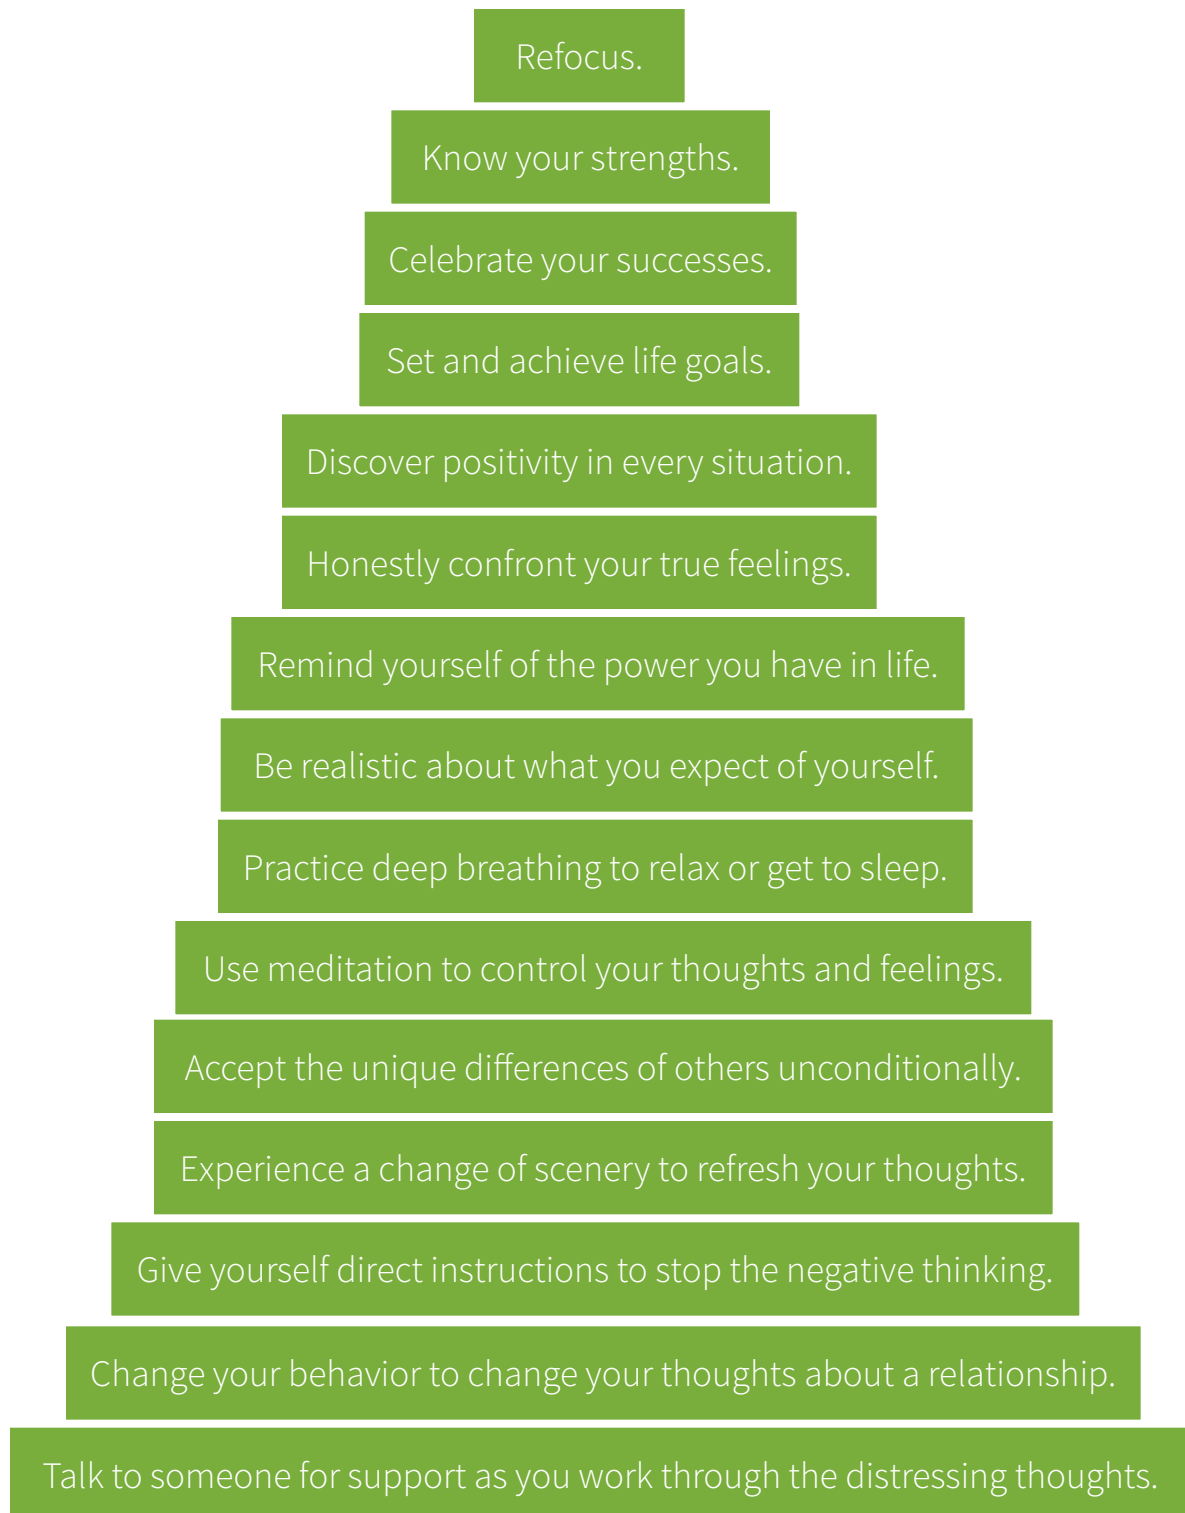 Refocus.
Know your strengths.
Celebrate your successes.
Set and achieve life goals.
Discover positivity in every situation.
Honestly confront your true feelings.
Remind yourself of the power you have in life.
Be realistic about what you expect of yourself.
Practice deep breathing to relax or get to sleep.
Use meditation to control your thoughts and feelings.
Accept the unique differences of others unconditionally.
Experience a change of scenery to refresh your thoughts.
Give yourself direct instructions to stop the negative thinking.
Change your behavior to change your thoughts about a relationship.
Talk to someone for support as you work through the distressing thoughts.